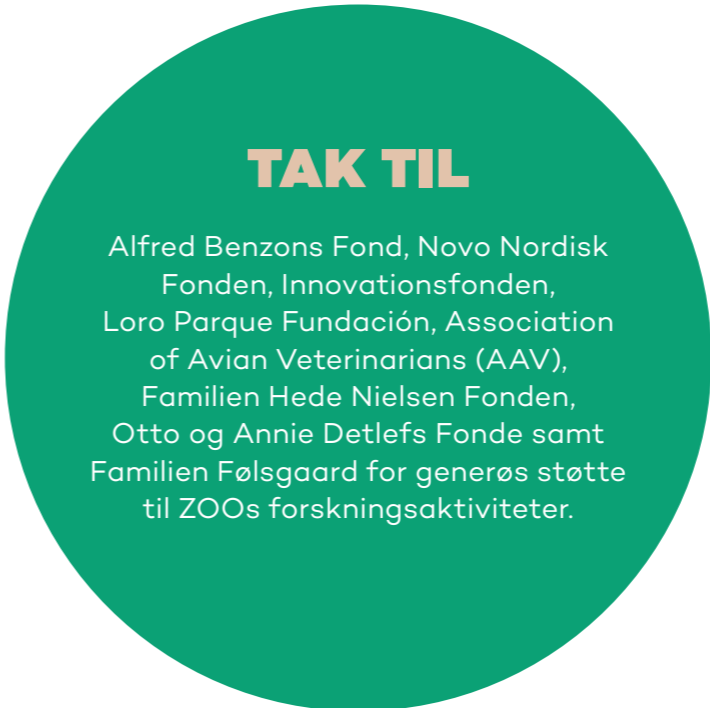 TAK TIL
Alfred Benzons Fond, Novo Nordisk
Fonden, Innovationsfonden,
Loro Parque Fundación, Association
of Avian Veterinarians (AAV),
Familien Hede Nielsen Fonden,
Otto og Annie Detlefs Fonde samt
Familien Følsgaard for generøs støtte
til ZOOs forskningsaktiviteter.